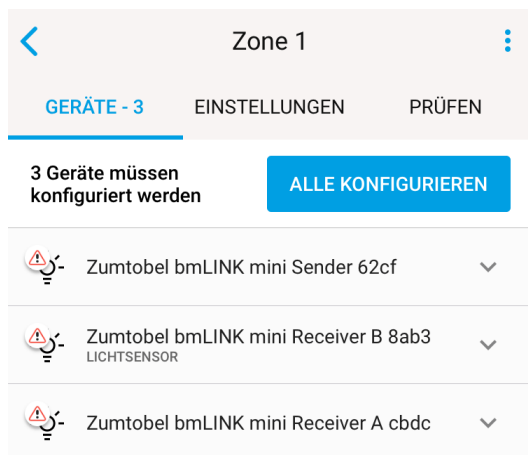 Zone 1
GERÄTE - 3 EINSTELLUNGEN PRÜFEN
3 Geräte müssen
konfiguriert werden
ALLE KONFIGURIEREN
Zumtobel bmLINK mini Sender 62cf
Zumtobel bmLINK mini Receiver B 8ab3
LICHTSENSOR
Zumtobel bmLINK mini Receiver A cbdc